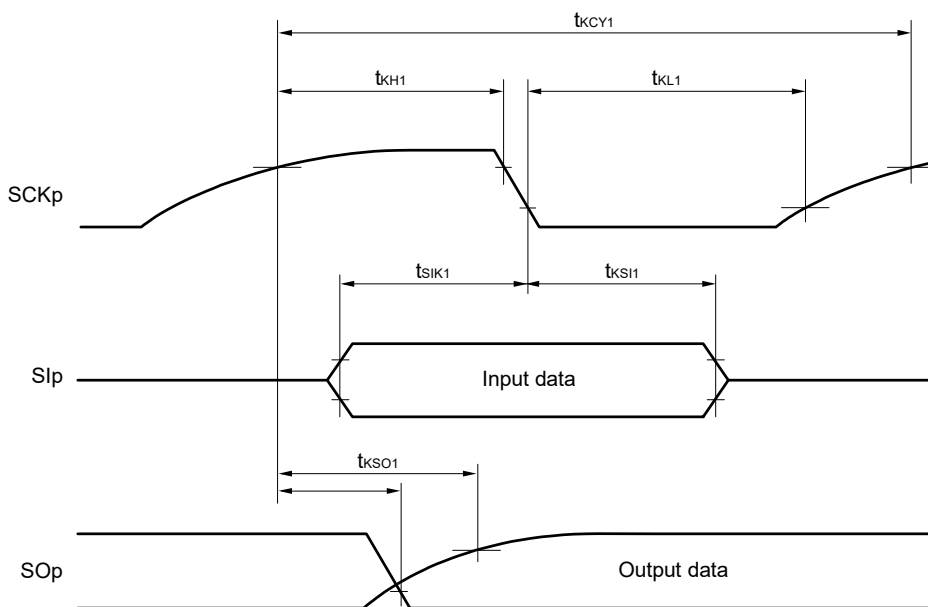 tKCY1
tKH1
tKL1
SCKp
tSIK1
tKSI1
SIp
Input data
tKSO1
SOp
Output data